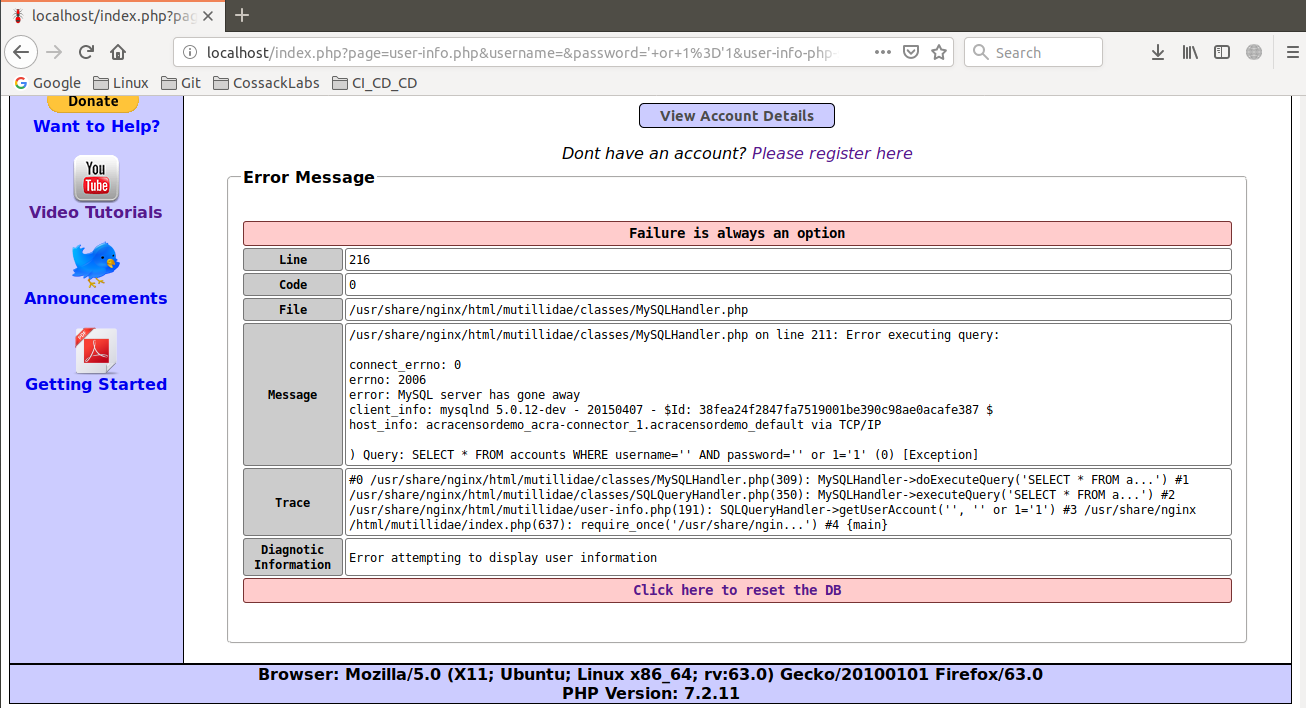 localhost/index.php?pag
localhost/index.php?page=user-info.php&username=&password='+or+1%3D'1&user-info-php-
Search
Google Linux Git CossackLabs CI_CD_CD
Donate
Want to Help?
You
Tube
Video Tutorials
Announcements
Getting Started
View Account Details
Dont have an account? Please register here
Error Message
Failure is always an option
Line 216
Code 0
File /usr/share/nginx/html/mutillidae/classes/MySQLHandler.php
Message
/usr/share/nginx/html/mutillidae/classes/MySQLHandler.php on line 211: Error executing query:
connect_errno: 0
errno: 2006
error: MySQL server has gone away
client_info: mysqlnd 5.0.12-dev - 20150407 - $Id: 38fea24f2847fa7519001be390c98ae0acafe387 $
host_info: acracensordemo_acra-connector_1.acracensordemo_default via TCP/IP
) Query: SELECT * FROM accounts WHERE username='' AND password='' or 1='1' (0) [Exception]
Trace
#0 /usr/share/nginx/html/mutillidae/classes/MySQLHandler.php(309): MySQLHandler->doExecuteQuery('SELECT * FROM a...') #1
/usr/share/nginx/html/mutillidae/classes/SQLQueryHandler.php(350): MySQLHandler->executeQuery('SELECT * FROM a...') #2
/usr/share/nginx/html/mutillidae/user-info.php(191): SQLQueryHandler->getUserAccount('', '' or 1='1') #3 /usr/share/nginx
/html/mutillidae/index.php(637): require_once('/usr/share/ngin...') #4 {main}
Diagnostic
Information
Error attempting to display user information
Click here to reset the DB
Browser: Mozilla/5.0 (X11; Ubuntu; Linux x86_64; rv:63.0) Gecko/20100101 Firefox/63.0
PHP Version: 7.2.11